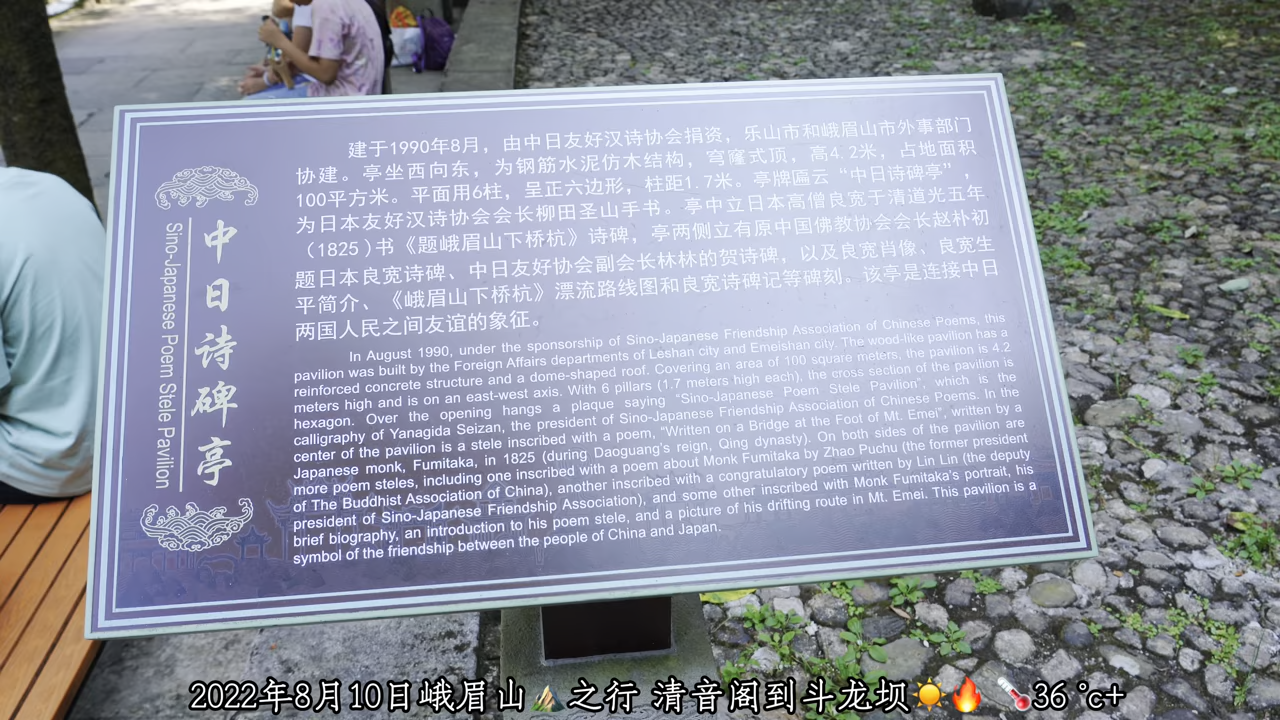 中日诗碑亭
Sino-Japanese Poem Stele Pavilion
建于1990年8月，由中日友好汉诗协会捐资，乐山市和峨眉山市外事部门
协建。亭坐西向东，为钢筋水泥仿木结构，穹隆式顶，高4.2米，占地面积
100平方米。平面用6柱，呈正六边形，柱距1.7米。亭牌匾云“中日诗碑亭”，
为日本友好汉诗协会会长柳田圣山手书。亭中立日本高僧良宽于清道光五年
（1825）书《题峨眉山下桥杭》诗碑，亭两侧立有原中国佛教协会会长赵朴初
题日本良宽诗碑、中日友好协会副会长林林的贺诗碑，以及良宽肖像、良宽生
平简介、《峨眉山下桥杭》漂流路线图和良宽诗碑记等碑刻。该亭是连接中日
两国人民之间友谊的象征。
In August 1990, under the sponsorship of Sino-Japanese Friendship Association of Chinese Poems, this
pavilion was built by the Foreign Affairs departments of Leshan city and Emeishan city. The wood-like pavilion has a
reinforced concrete structure and a dome-shaped roof. Covering an area of 100 square meters, the pavilion is 4.2
meters high and is on an east-west axis. With 6 pillars (1.7 meters high each), the cross section of the pavilion is
hexagon. Over the opening hangs a plaque saying “Sino-Japanese Poem Stele Pavilion”, which is the
calligraphy of Yanagida Seizan, the president of Sino-Japanese Friendship Association of Chinese Poems. In the
center of the pavilion is a stele inscribed with a poem, “Written on a Bridge at the Foot of Mt. Emei”, written by a
Japanese monk, Fumitaka, in 1825 (during Daoguang's reign, Qing dynasty). On both sides of the pavilion are
more poem steles, including one inscribed with a poem about Monk Fumitaka by Zhao Puchu (the former president
of The Buddhist Association of China), another inscribed with a congratulatory poem written by Lin Lin (the deputy
president of Sino-Japanese Friendship Association), and some other inscribed with Monk Fumitaka's portrait, his
brief biography, an introduction to his poem stele, and a picture of his drifting route in Mt. Emei. This pavilion is a
symbol of the friendship between the people of China and Japan.
2022年8月10日峨眉山⛰️之行 清音阁到斗龙坝☀️🔥 🌡️36 ℃+